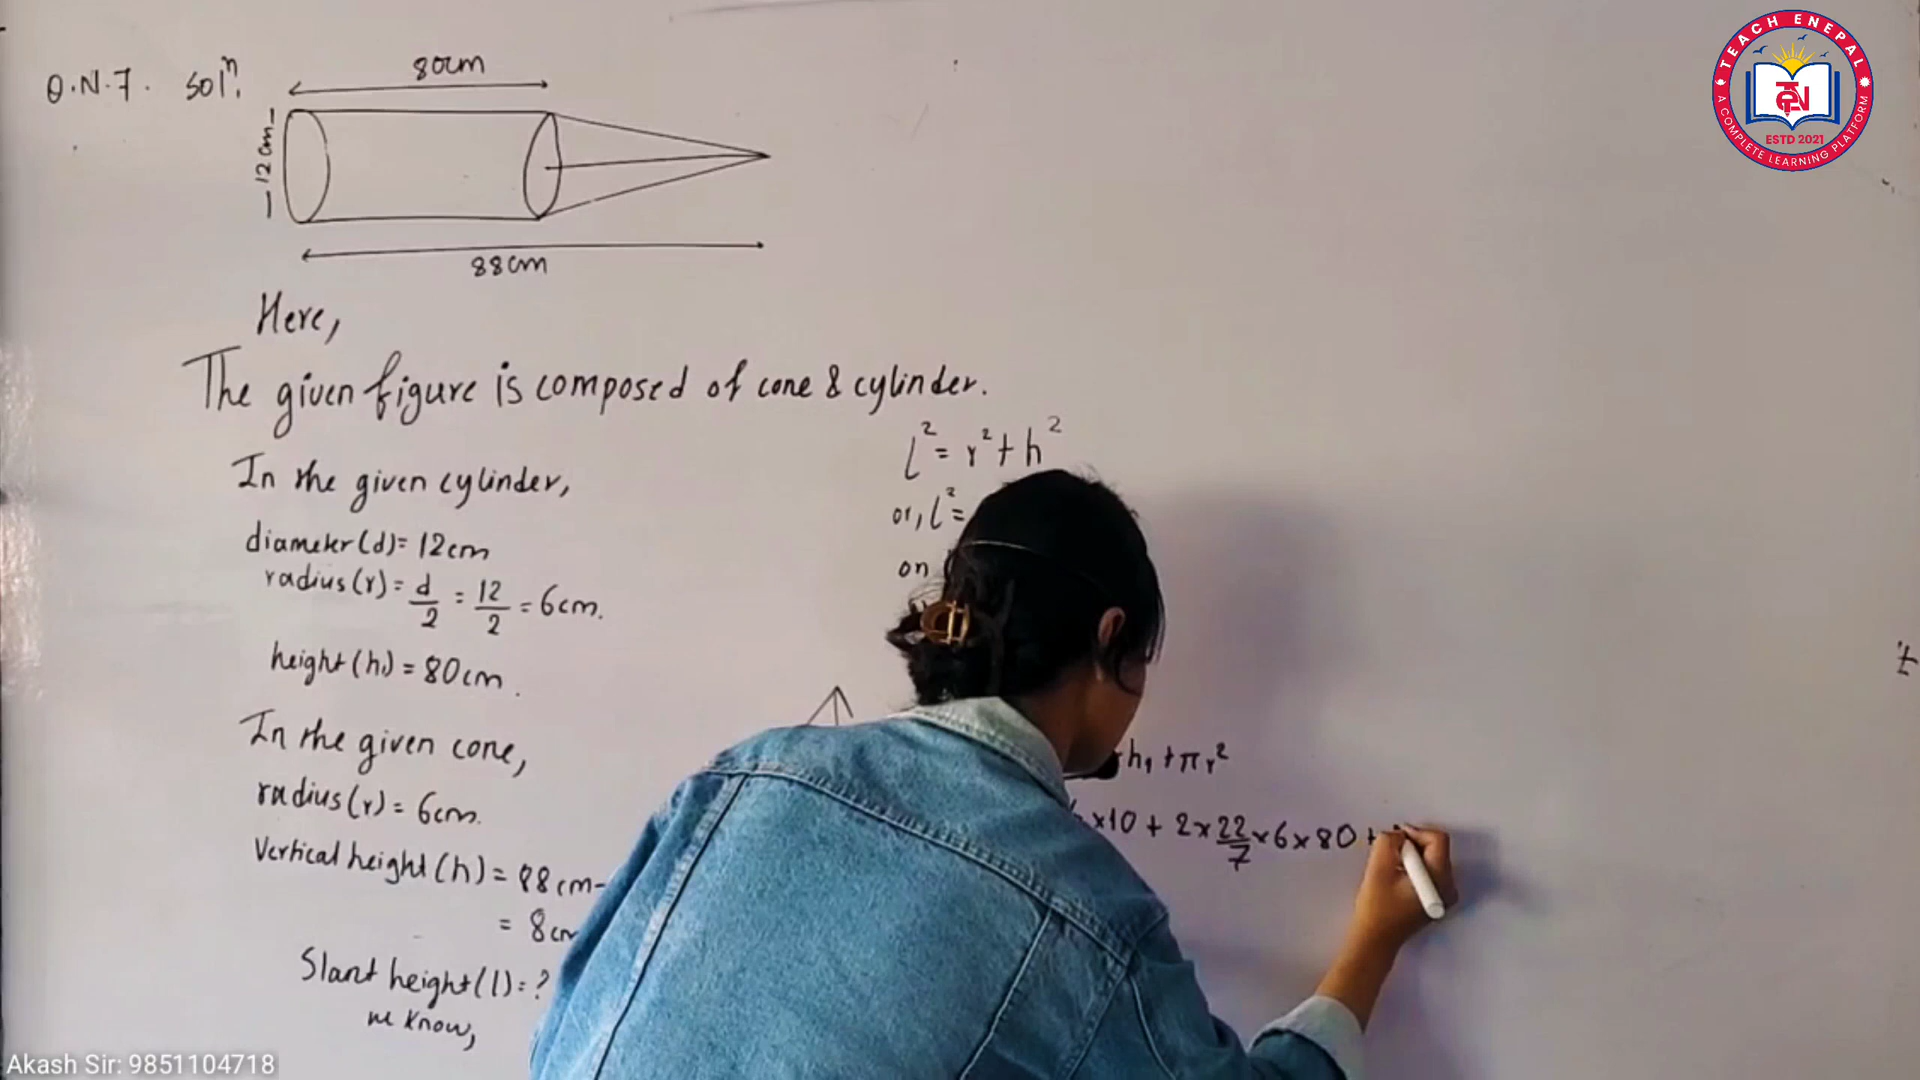 Q.N.7. Solⁿ.
80cm
12cm
88cm
Here,
The given figure is composed of cone & cylinder.
In the given cylinder,
diameter(d)= 12cm
radius(r)= d/2 = 12/2 = 6cm.
height(h₁) = 80cm.
In the given cone,
radius(r)= 6cm.
Vertical height(h) = 88cm-
= 8cm
Slant height(l)=?
we know,
l² = r² + h²
or, l² =
h₁ + πr²
×10 + 2×22/7×6×80 +
TEACH ENEPAL
TEN
ESTD 2021
A COMPLETE LEARNING PLATFORM
Akash Sir: 9851104718